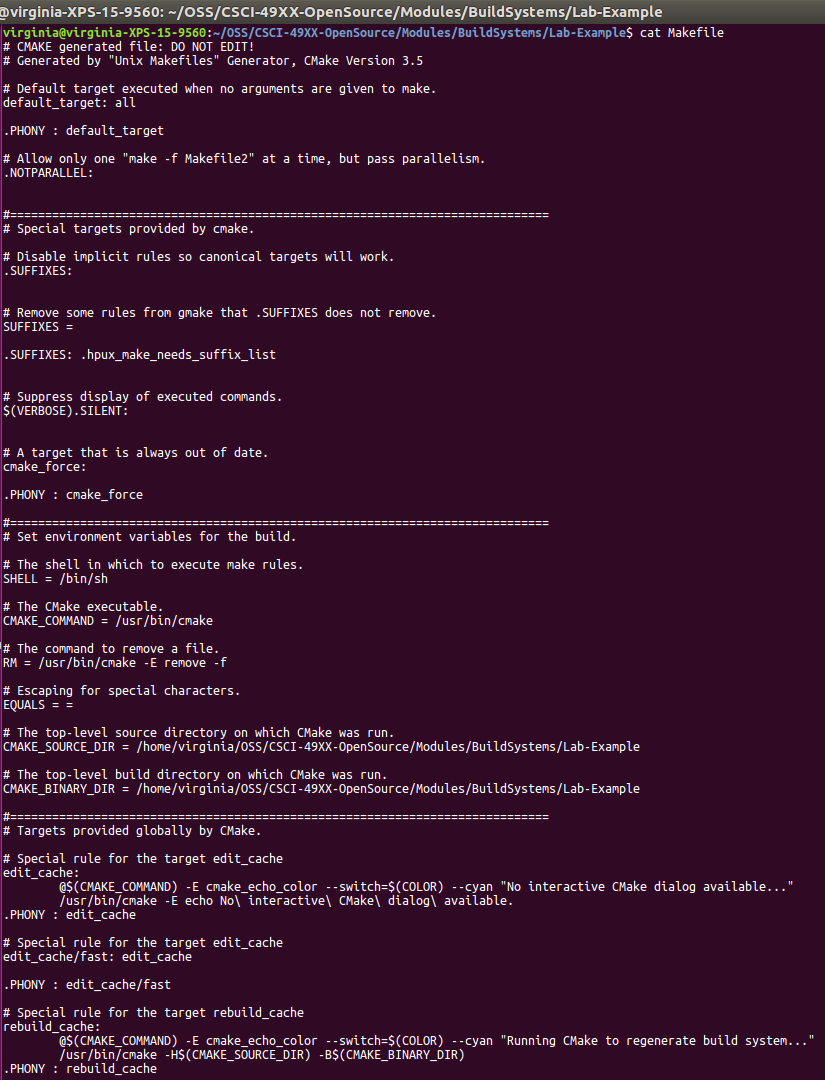 @virginia-XPS-15-9560: ~/OSS/CSCI-49XX-OpenSource/Modules/BuildSystems/Lab-Example
virginia@virginia-XPS-15-9560:~/OSS/CSCI-49XX-OpenSource/Modules/BuildSystems/Lab-Example$ cat Makefile
# CMAKE generated file: DO NOT EDIT!
# Generated by "Unix Makefiles" Generator, CMake Version 3.5

# Default target executed when no arguments are given to make.
default_target: all

.PHONY : default_target

# Allow only one "make -f Makefile2" at a time, but pass parallelism.
.NOTPARALLEL:


#=============================================================================
# Special targets provided by cmake.

# Disable implicit rules so canonical targets will work.
.SUFFIXES:


# Remove some rules from gmake that .SUFFIXES does not remove.
SUFFIXES =

.SUFFIXES: .hpux_make_needs_suffix_list


# Suppress display of executed commands.
$(VERBOSE).SILENT:


# A target that is always out of date.
cmake_force:

.PHONY : cmake_force

#=============================================================================
# Set environment variables for the build.

# The shell in which to execute make rules.
SHELL = /bin/sh

# The CMake executable.
CMAKE_COMMAND = /usr/bin/cmake

# The command to remove a file.
RM = /usr/bin/cmake -E remove -f

# Escaping for special characters.
EQUALS = =

# The top-level source directory on which CMake was run.
CMAKE_SOURCE_DIR = /home/virginia/OSS/CSCI-49XX-OpenSource/Modules/BuildSystems/Lab-Example

# The top-level build directory on which CMake was run.
CMAKE_BINARY_DIR = /home/virginia/OSS/CSCI-49XX-OpenSource/Modules/BuildSystems/Lab-Example

#=============================================================================
# Targets provided globally by CMake.

# Special rule for the target edit_cache
edit_cache:
	@$(CMAKE_COMMAND) -E cmake_echo_color --switch=$(COLOR) --cyan "No interactive CMake dialog available..."
	/usr/bin/cmake -E echo No\ interactive\ CMake\ dialog\ available.
.PHONY : edit_cache

# Special rule for the target edit_cache
edit_cache/fast: edit_cache

.PHONY : edit_cache/fast

# Special rule for the target rebuild_cache
rebuild_cache:
	@$(CMAKE_COMMAND) -E cmake_echo_color --switch=$(COLOR) --cyan "Running CMake to regenerate build system..."
	/usr/bin/cmake -H$(CMAKE_SOURCE_DIR) -B$(CMAKE_BINARY_DIR)
.PHONY : rebuild_cache